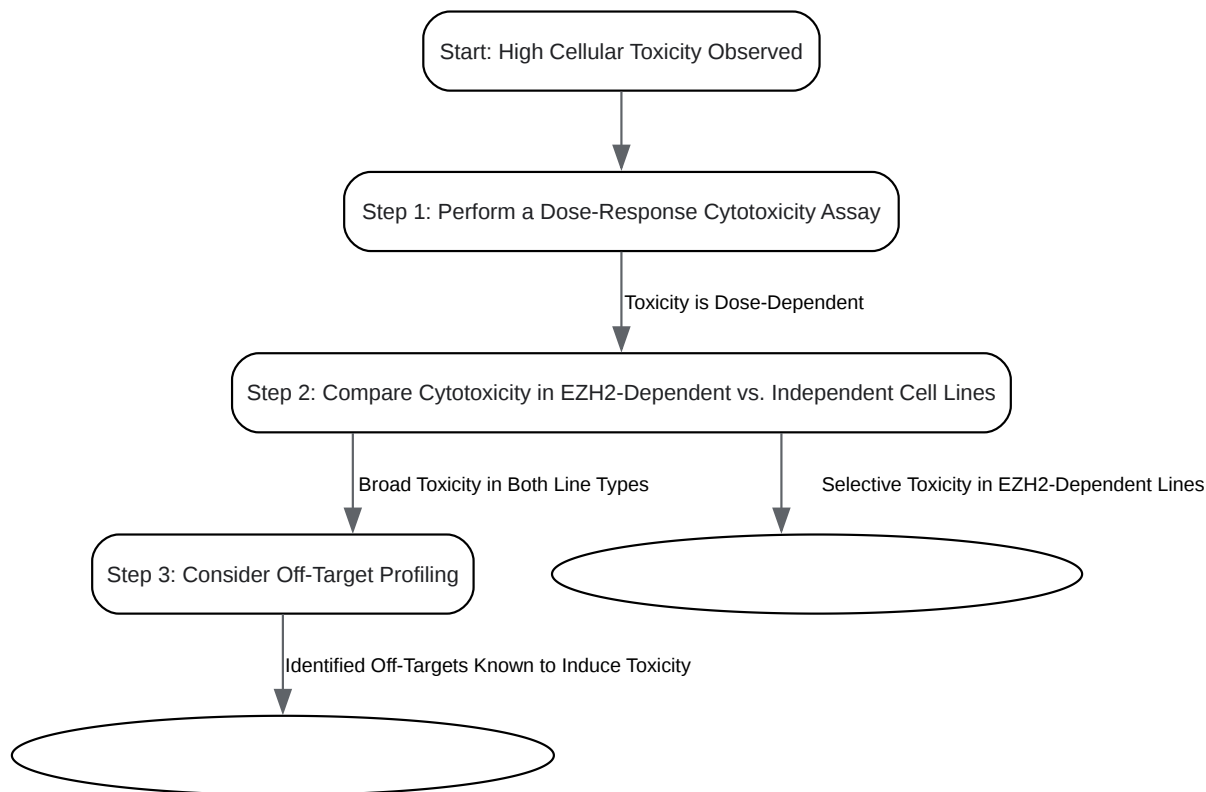 Start: High Cellular Toxicity Observed
Step 1: Perform a Dose-Response Cytotoxicity Assay
Toxicity is Dose-Dependent
Step 2: Compare Cytotoxicity in EZH2-Dependent vs. Independent Cell Lines
Broad Toxicity in Both Line Types
Selective Toxicity in EZH2-Dependent Lines
Step 3: Consider Off-Target Profiling
Identified Off-Targets Known to Induce Toxicity